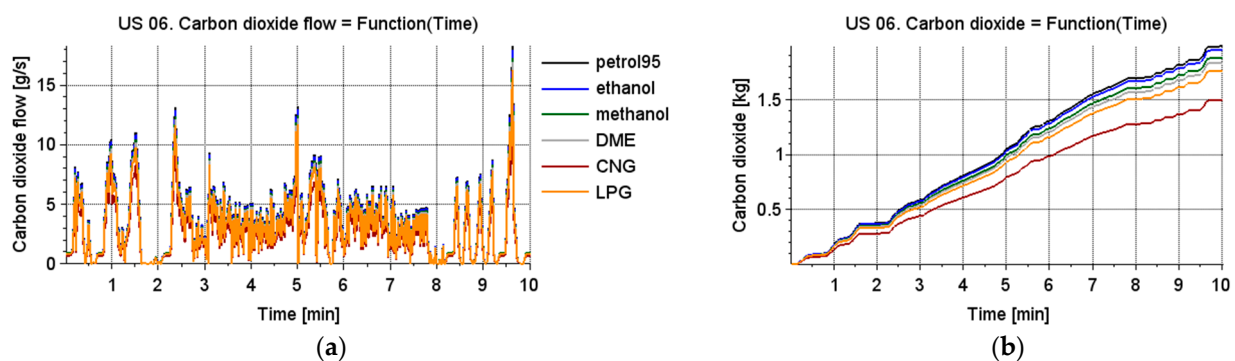 US 06. Carbon dioxide flow = Function(Time)
Carbon dioxide flow [g/s]
15
10
5
0
1 2 3 4 5 6 7 8 9 10
Time [min]
(a)
petrol95
ethanol
methanol
DME
CNG
LPG
US 06. Carbon dioxide = Function(Time)
Carbon dioxide [kg]
1.5
1
0.5
1 2 3 4 5 6 7 8 9 10
Time [min]
(b)